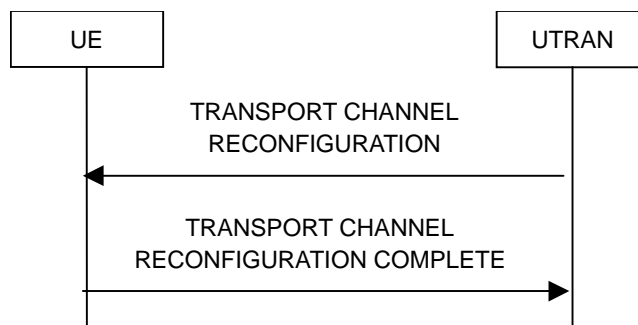 UE
UTRAN
TRANSPORT CHANNEL
RECONFIGURATION
TRANSPORT CHANNEL
RECONFIGURATION COMPLETE